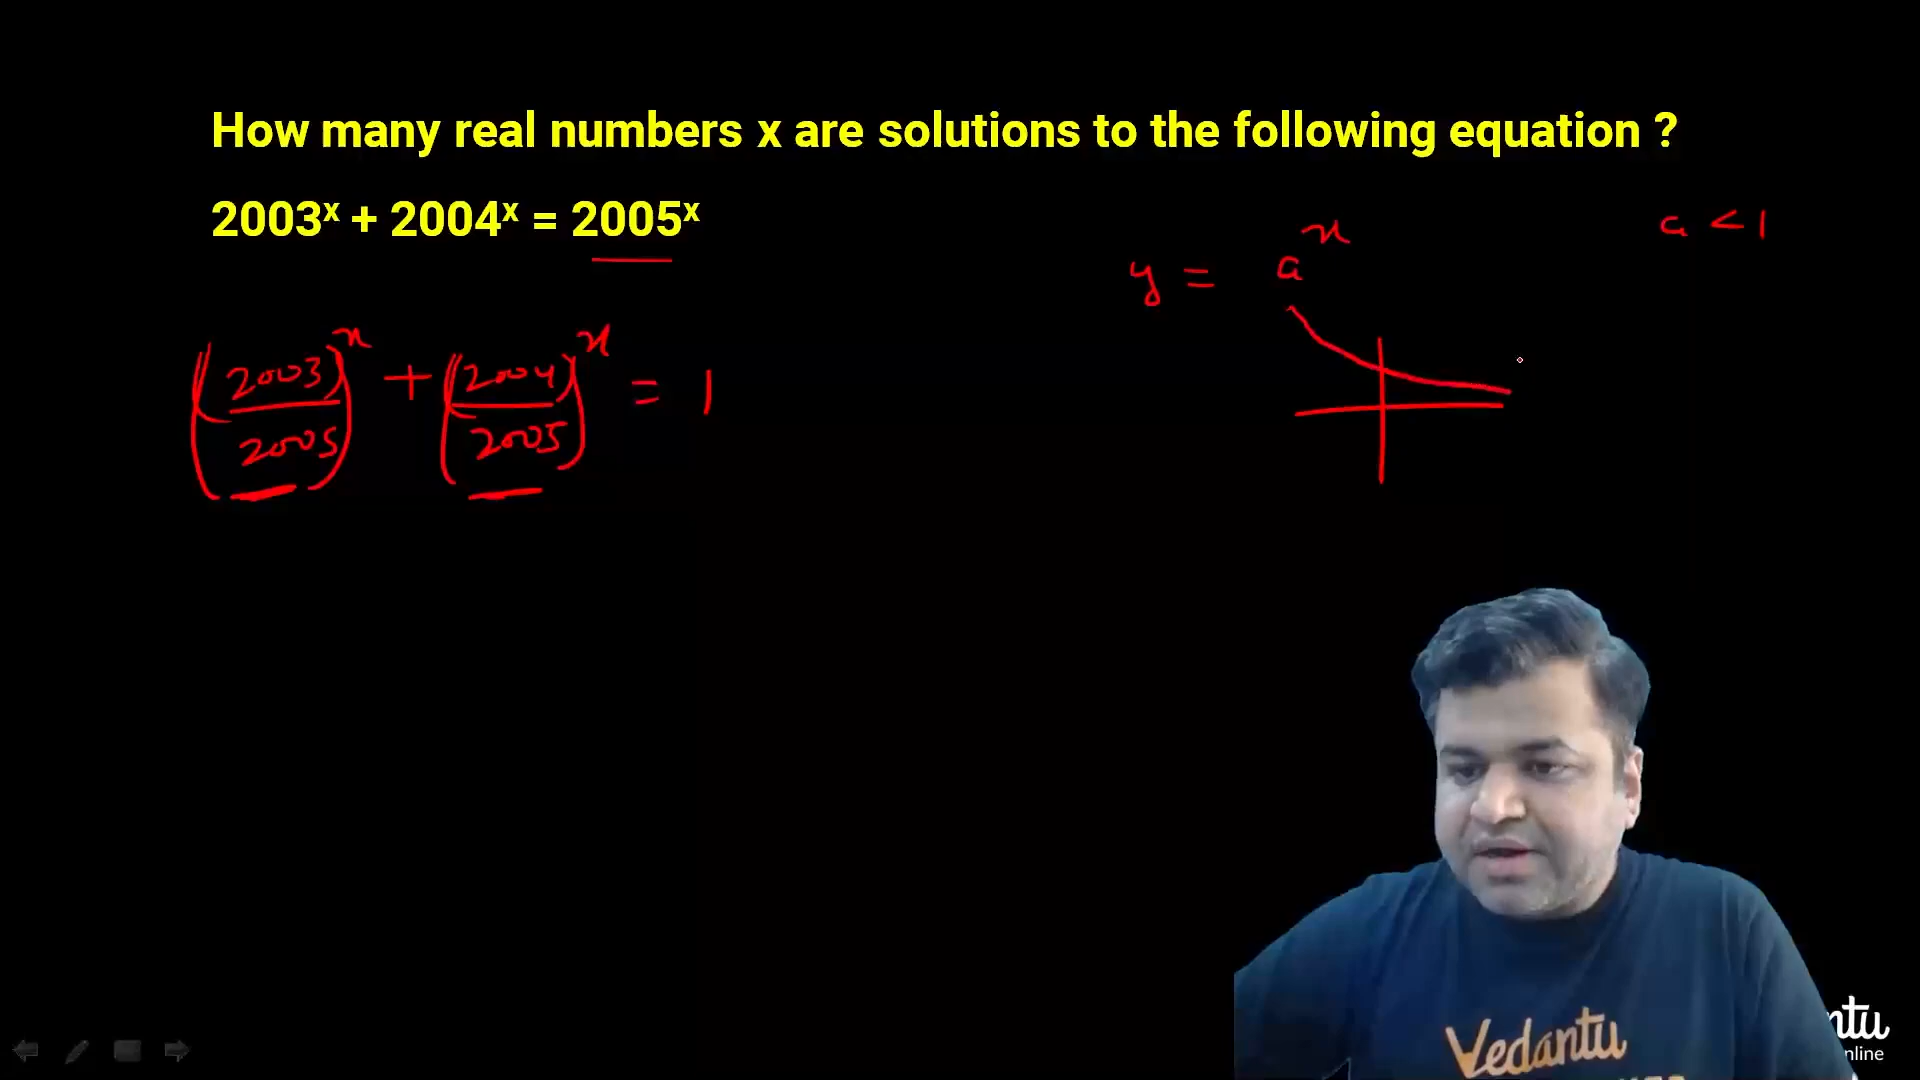 How many real numbers x are solutions to the following equation ?
2003ˣ + 2004ˣ = 2005ˣ
(2003/2005)ˣ + (2004/2005)ˣ = 1
y = aˣ
a < 1
Vedantu
ntu
nline